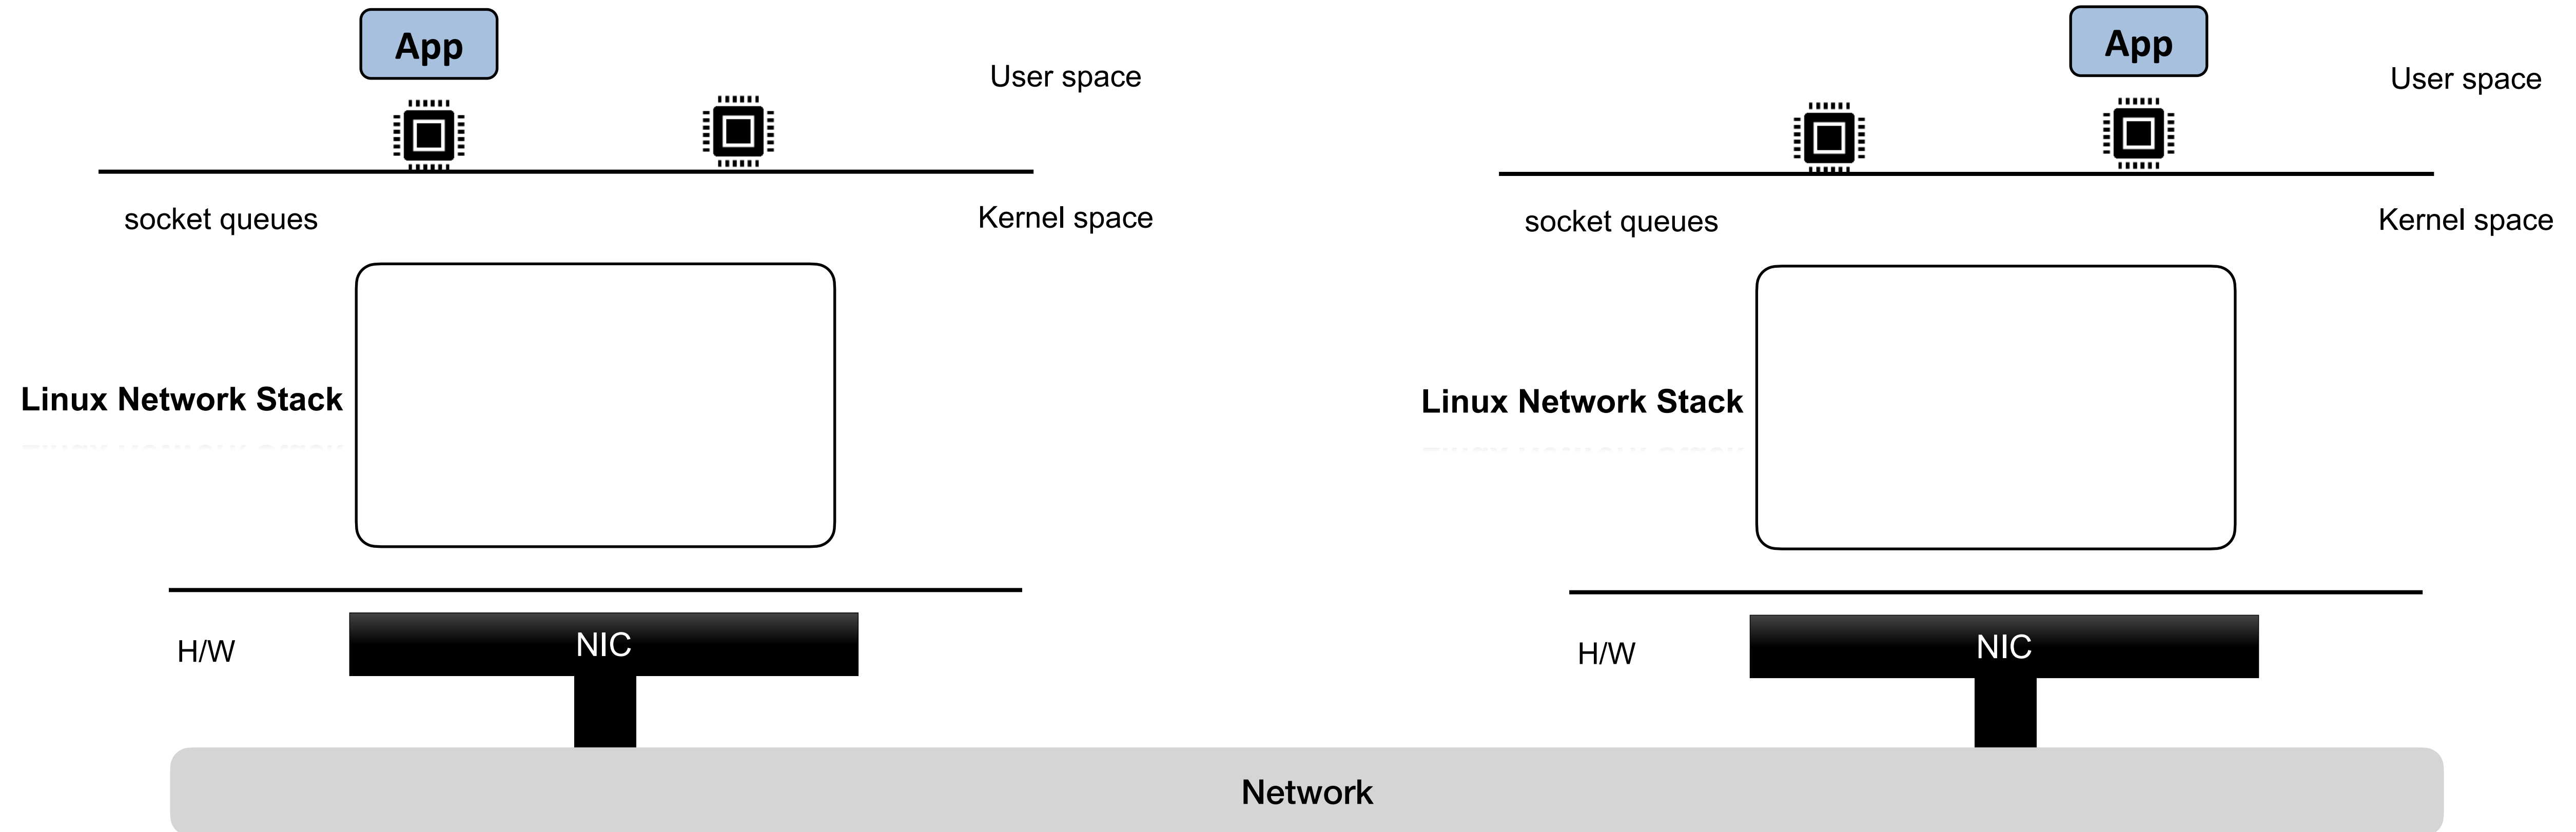 App
User space
socket queues
Kernel space
Linux Network Stack
H/W
NIC
App
User space
socket queues
Kernel space
Linux Network Stack
H/W
NIC
Network